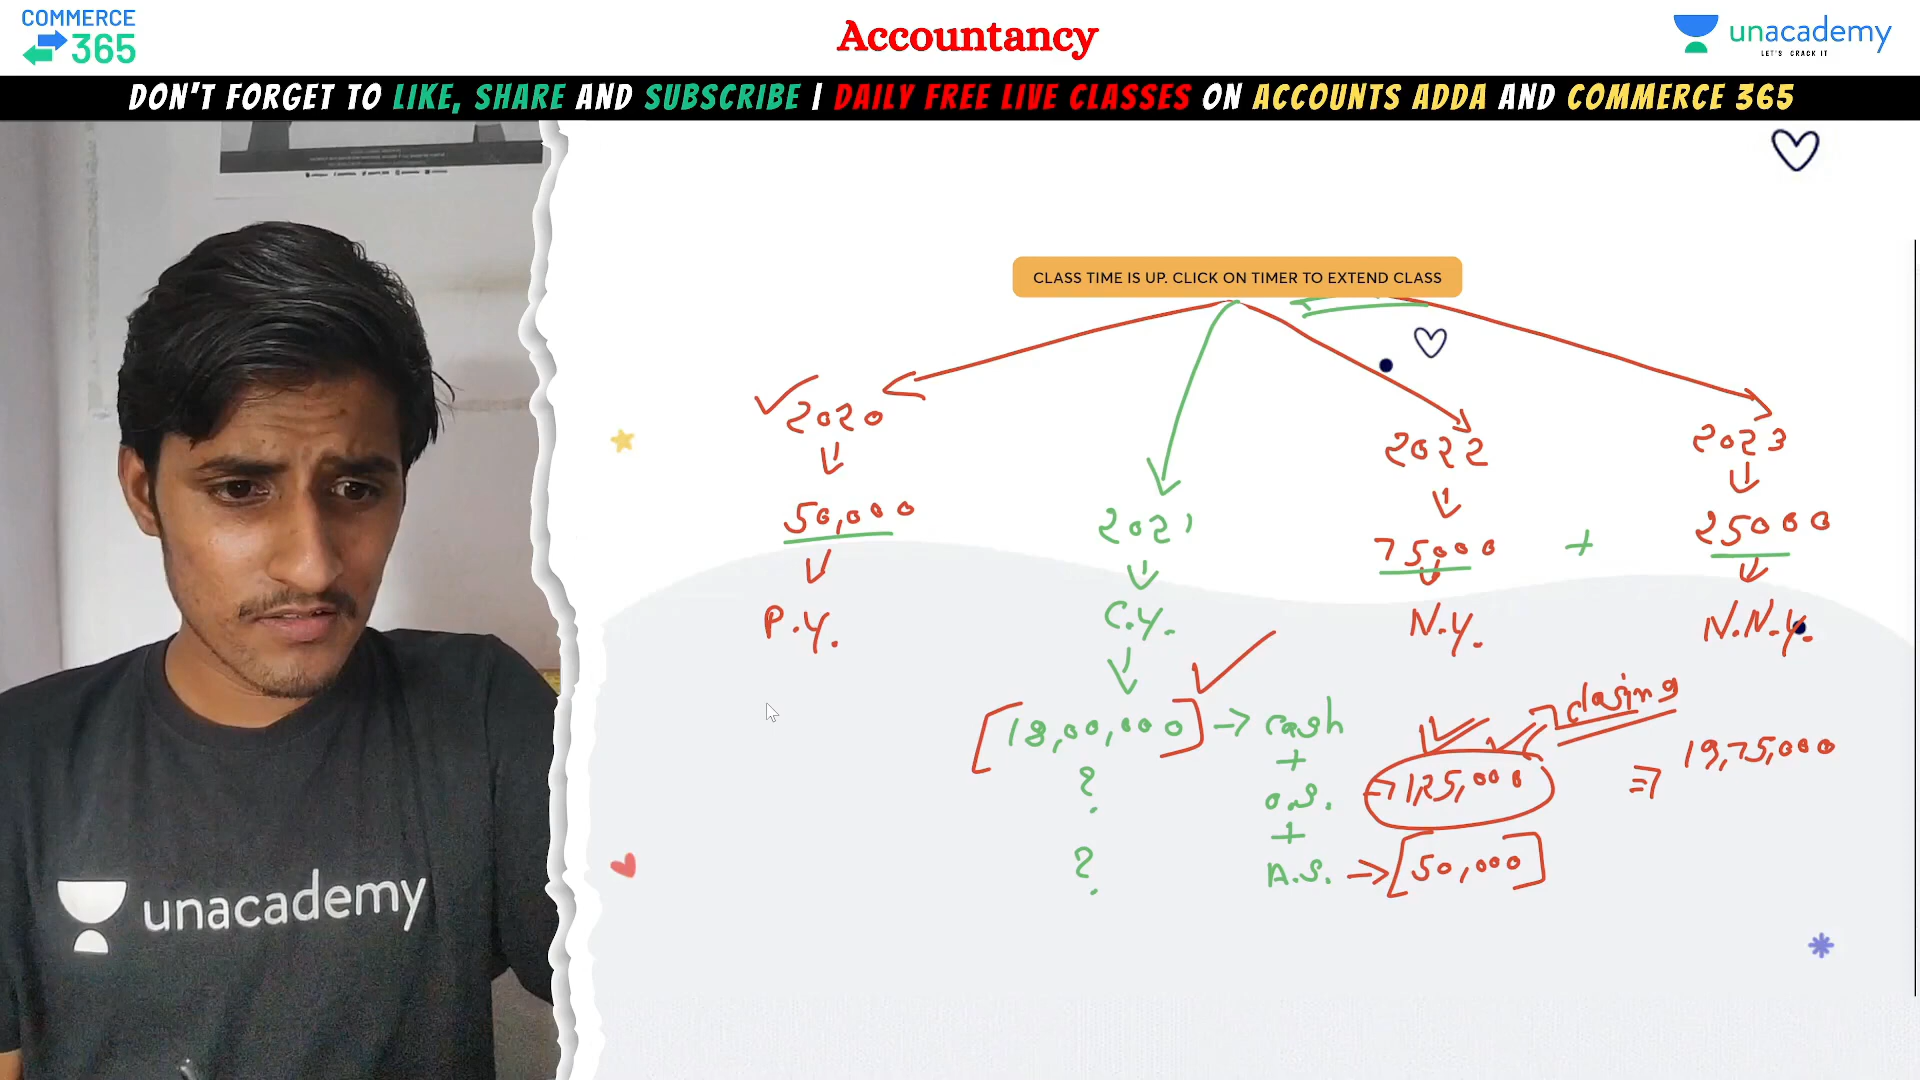 COMMERCE
365
Accountancy
unacademy
LET'S CRACK IT
DON'T FORGET TO LIKE, SHARE AND SUBSCRIBE | DAILY FREE LIVE CLASSES ON ACCOUNTS ADDA AND COMMERCE 365
CLASS TIME IS UP. CLICK ON TIMER TO EXTEND CLASS
2020
2021
2022
2023
50,000
75000 + 25000
P.Y.
C.Y.
N.Y.
N.N.Y.
[18,00,000] → cash
+
? o.s. → 1,25,000 closing
⇒ 19,75,000
+
? A.S. → [50,000]
unacademy